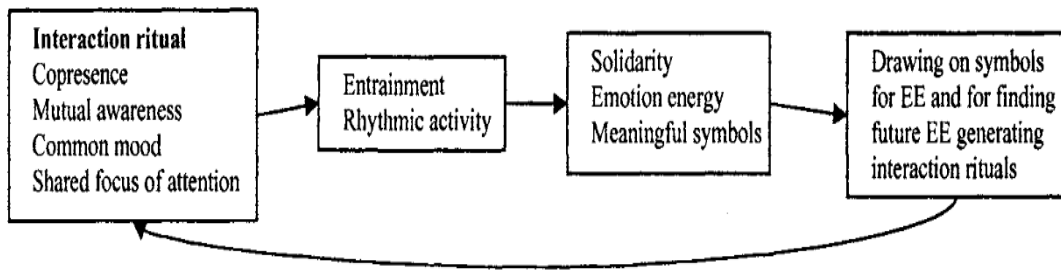 Interaction ritual
Copresence
Mutual awareness
Common mood
Shared focus of attention
Entrainment
Rhythmic activity
Solidarity
Emotion energy
Meaningful symbols
Drawing on symbols
for EE and for finding
future EE generating
interaction rituals